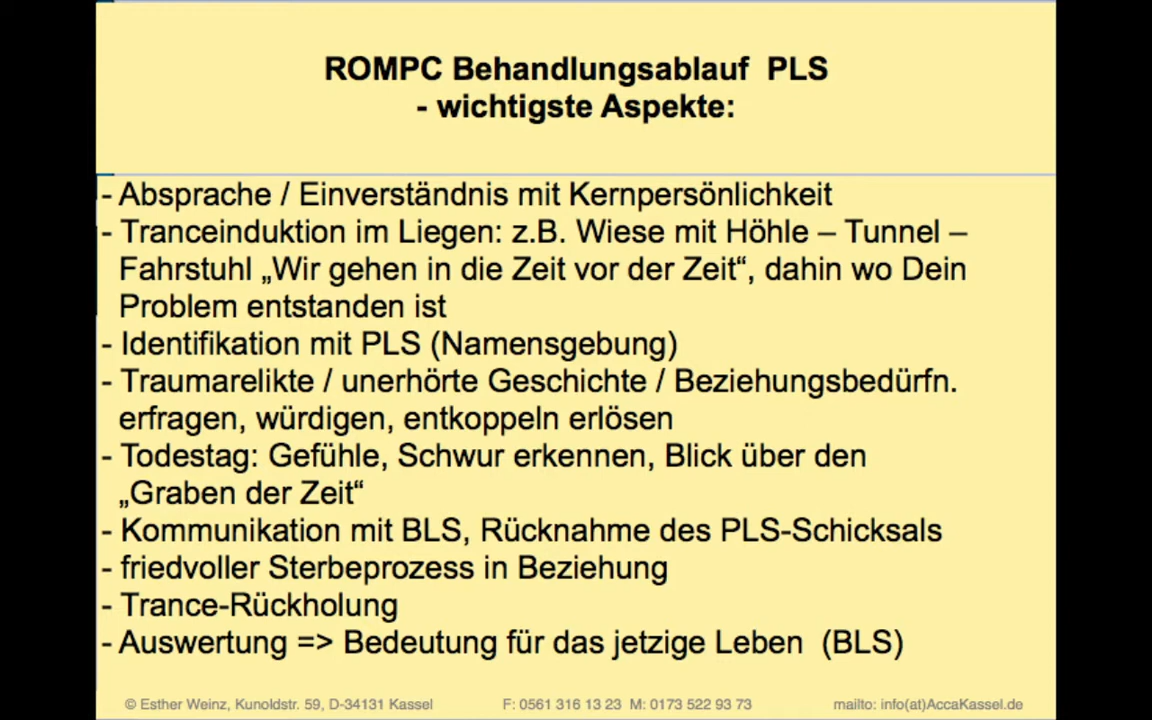 ROMPC Behandlungsablauf PLS
- wichtigste Aspekte:
- Absprache / Einverständnis mit Kernpersönlichkeit
- Tranceinduktion im Liegen: z.B. Wiese mit Höhle – Tunnel –
Fahrstuhl „Wir gehen in die Zeit vor der Zeit“, dahin wo Dein
Problem entstanden ist
- Identifikation mit PLS (Namensgebung)
- Traumarelikte / unerhörte Geschichte / Beziehungsbedürfn.
erfragen, würdigen, entkoppeln erlösen
- Todestag: Gefühle, Schwur erkennen, Blick über den
„Graben der Zeit“
- Kommunikation mit BLS, Rücknahme des PLS-Schicksals
- friedvoller Sterbeprozess in Beziehung
- Trance-Rückholung
- Auswertung => Bedeutung für das jetzige Leben (BLS)
© Esther Weinz, Kunoldstr. 59, D-34131 Kassel F: 0561 316 13 23 M: 0173 522 93 73 mailto: info(at)AccaKassel.de